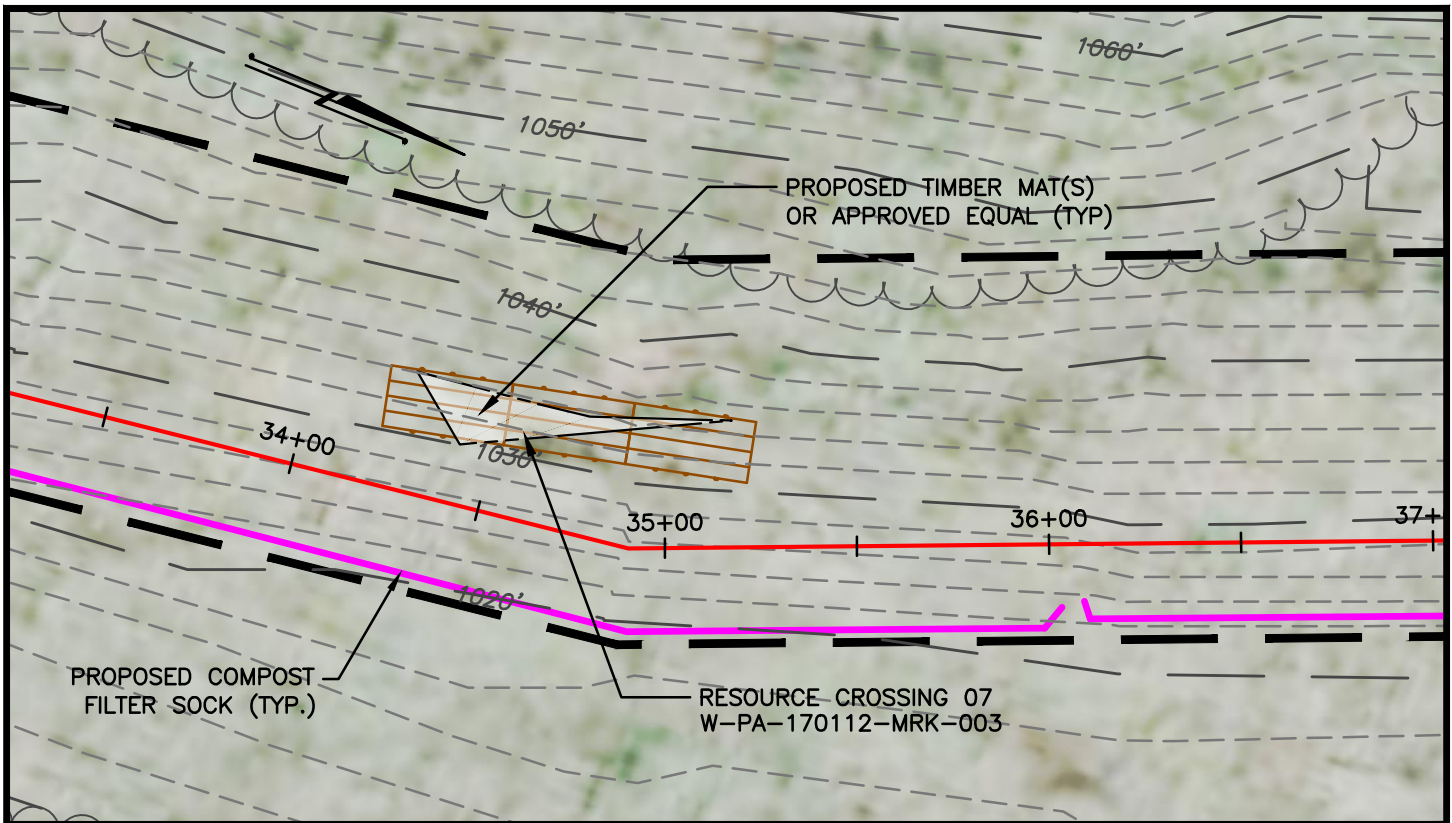 1060'
1050'
PROPOSED TIMBER MAT(S)
OR APPROVED EQUAL (TYP)
1040'
34+00
1030'
35+00
36+00
37+
1020'
PROPOSED COMPOST
FILTER SOCK (TYP.)
RESOURCE CROSSING 07
W-PA-170112-MRK-003